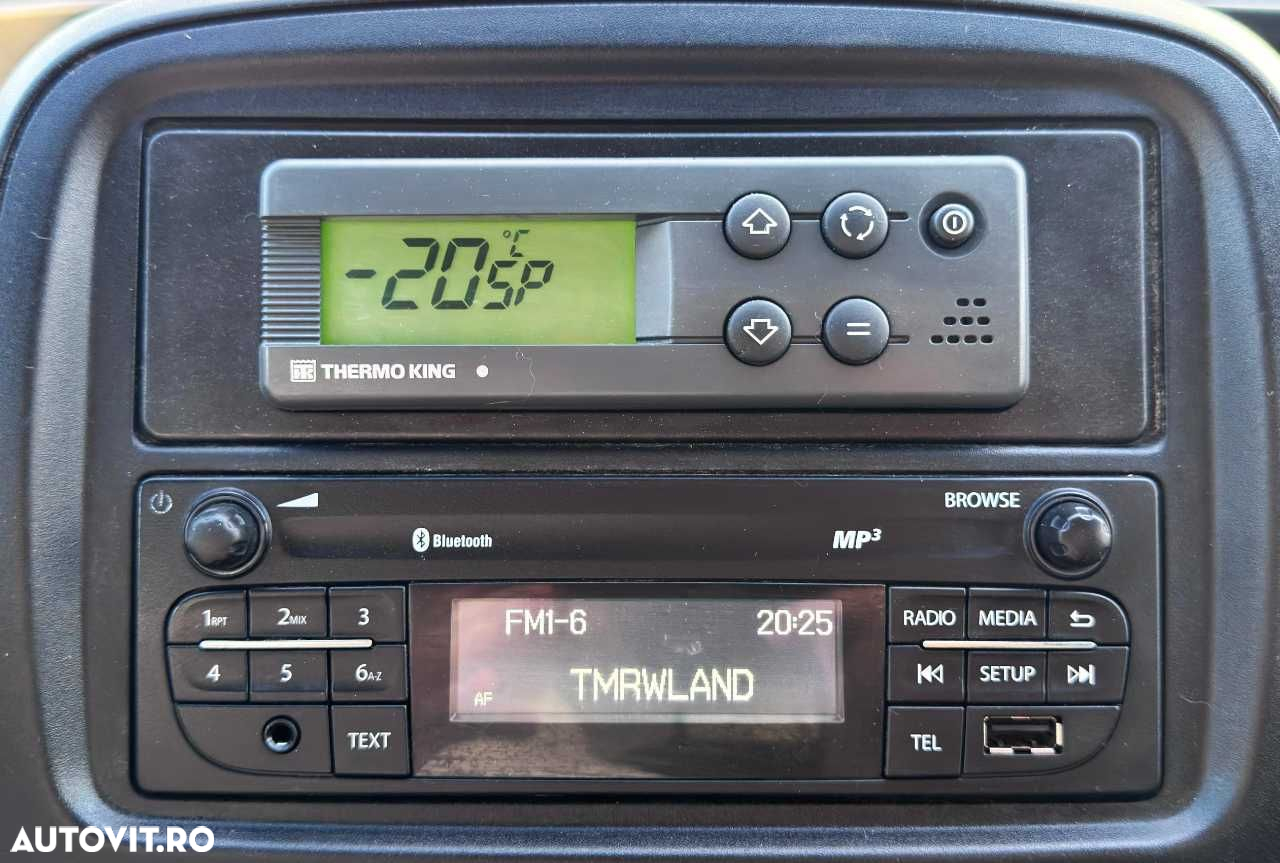 -20 °C SP
THERMO KING
BROWSE
Bluetooth
MP3
1RPT 2MIX 3
FM1-6 20:25
RADIO MEDIA
4 5 6A-Z
AF TMRWLAND
SETUP
TEXT
TEL
AUTOVIT.RO